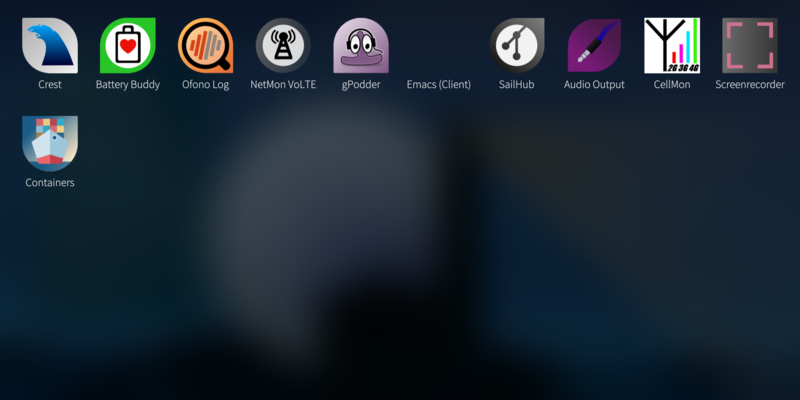 2G 3G 4G
Crest
Battery Buddy
Ofono Log
NetMon VoLTE
gPodder
Emacs (Client)
SailHub
Audio Output
CellMon
Screenrecorder
Containers